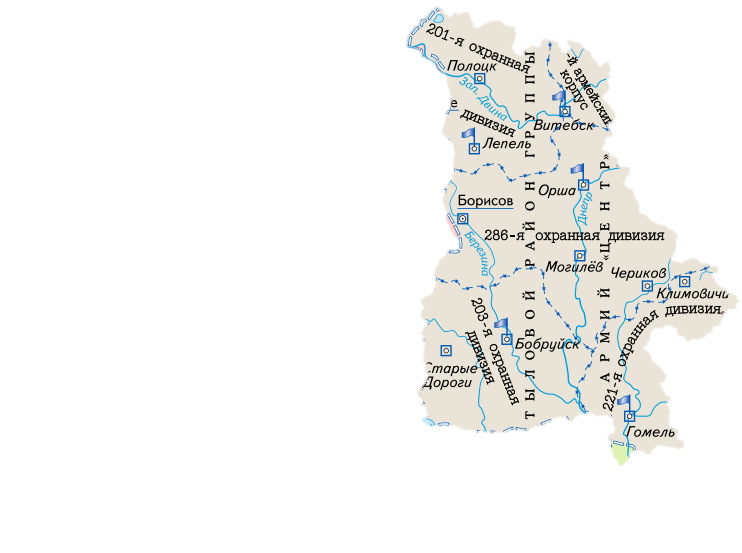 201-я охранная
дивизия
Полоцк
Зап. Двина
-й армейский
корпус
Витебск
Лепель
Орша
Днепр
Борисов
Березина
286-я охранная дивизия
Могилёв
Чериков
Климовичи
203-я охранная
дивизия
Бобруйск
Старые
Дороги
221-я охранная дивизия
Гомель
ТЫЛОВОЙ РАЙОН ГРУППЫ
АРМИЙ «ЦЕНТР»